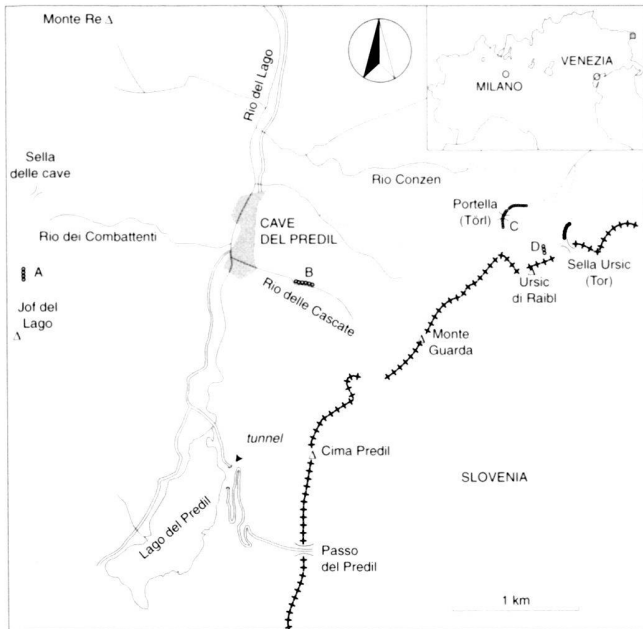 Monte Re
Rio del Lago
MILANO
VENEZIA
Sella
delle cave
Rio Conzen
Portella
(Törl)
C
CAVE
DEL PREDIL
Rio dei Combattenti
D
Sella Ursic
(Tor)
A
B
Rio delle Cascate
Ursic
di Raibl
Jof del
Lago
Monte
Guarda
tunnel
Cima Predil
SLOVENIA
Lago del Predil
Passo
del Predil
1 km